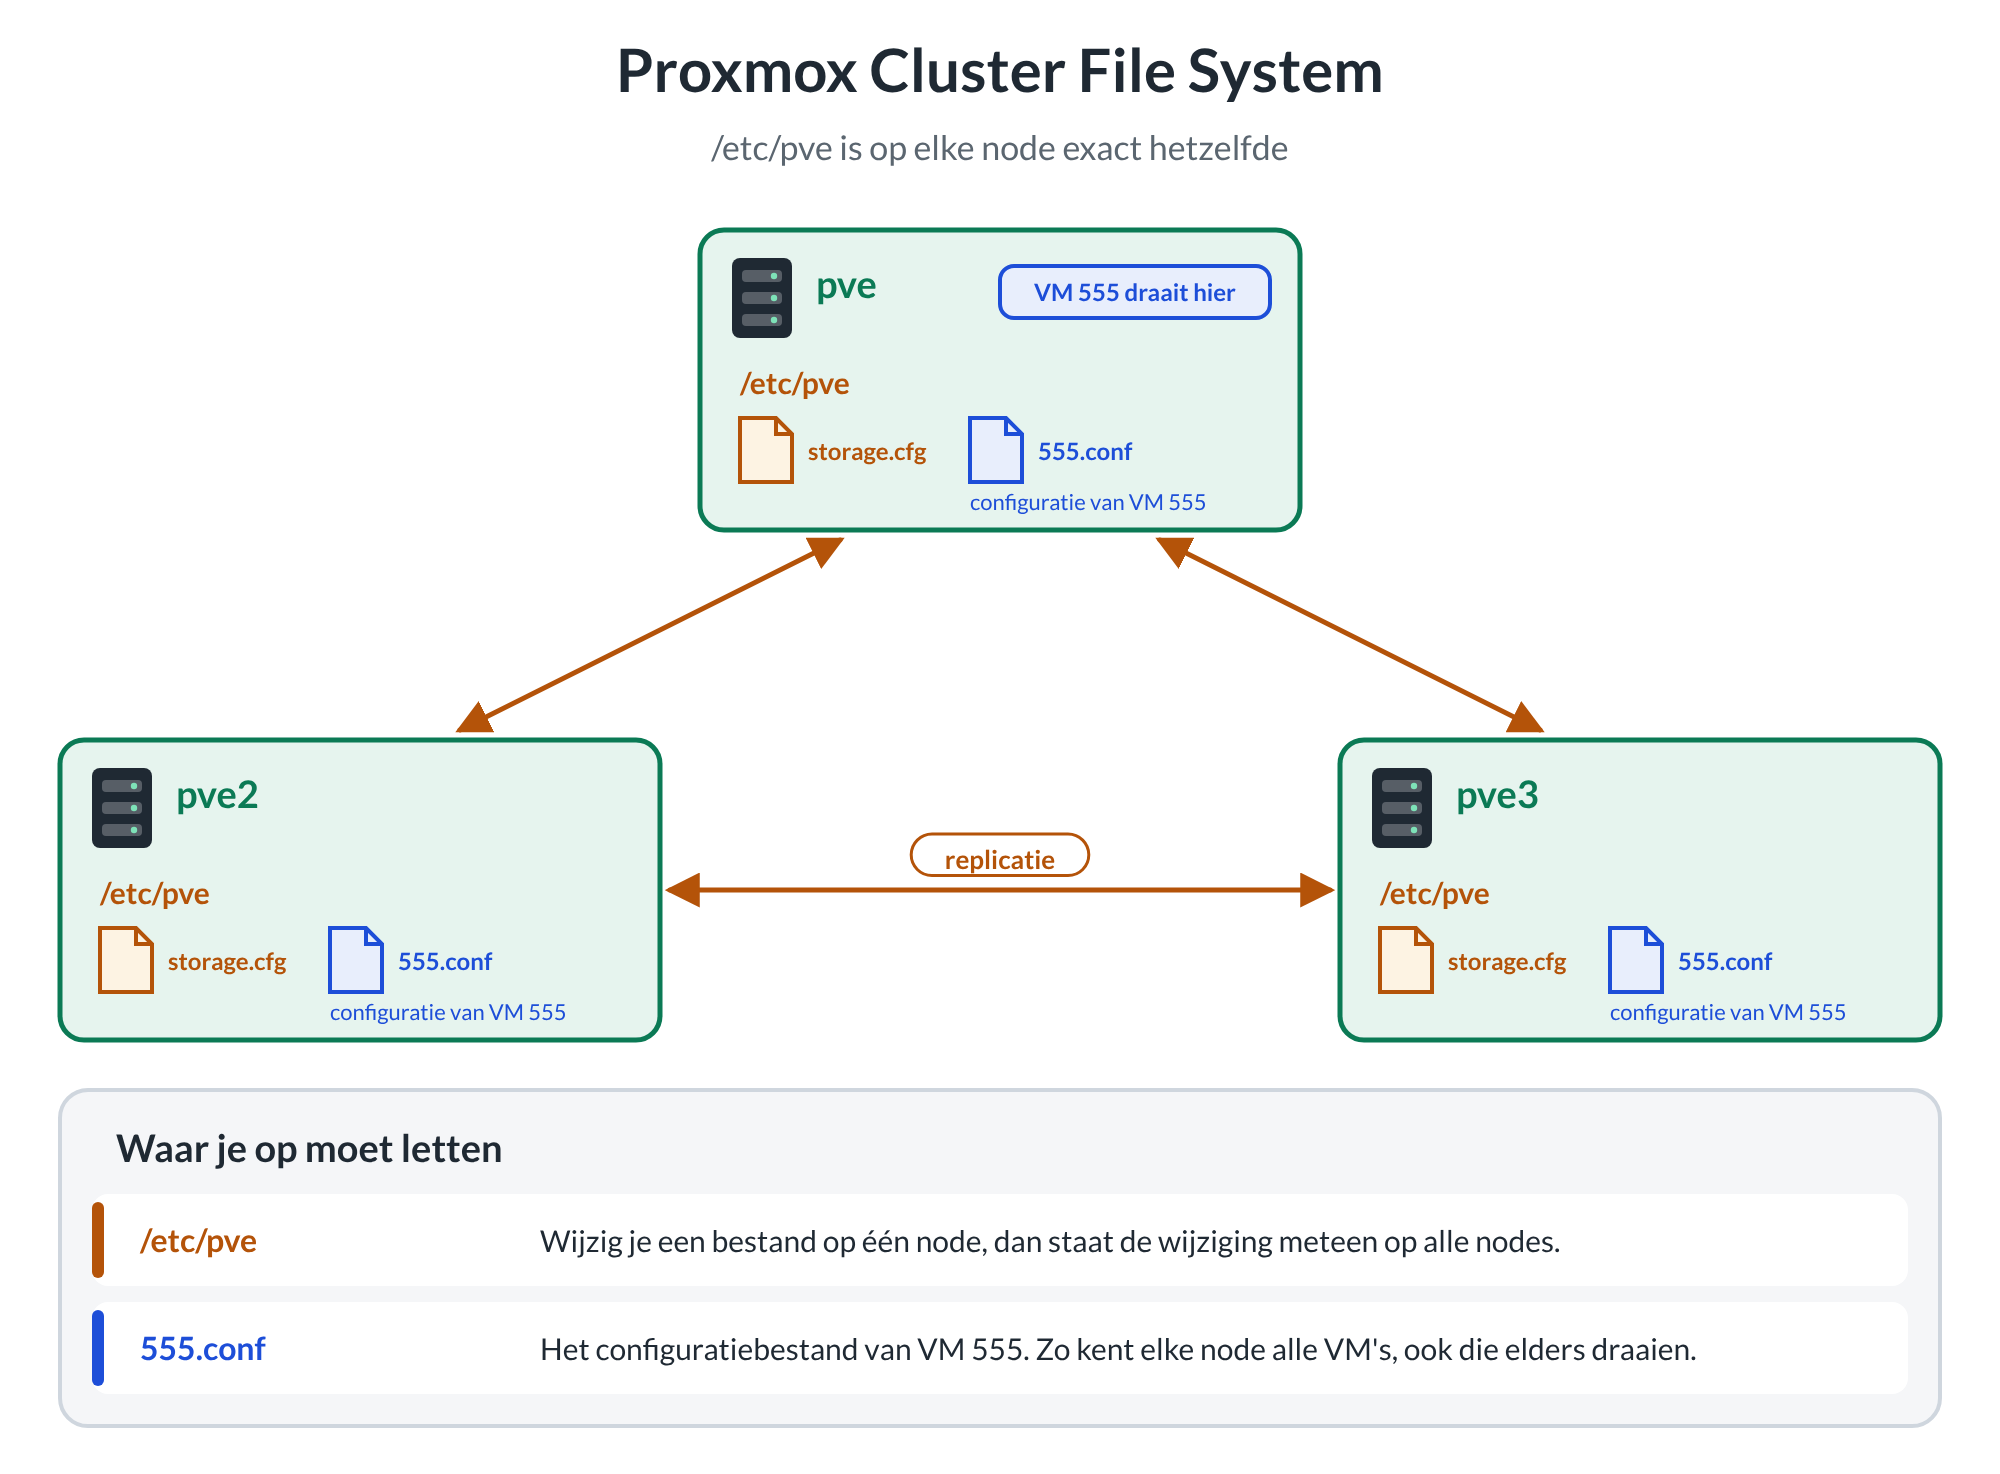 Proxmox Cluster File System
/etc/pve is op elke node exact hetzelfde
pve
VM 555 draait hier
/etc/pve
storage.cfg
555.conf
configuratie van VM 555
pve2
/etc/pve
storage.cfg
555.conf
configuratie van VM 555
replicatie
pve3
/etc/pve
storage.cfg
555.conf
configuratie van VM 555
Waar je op moet letten
/etc/pve
Wijzig je een bestand op één node, dan staat de wijziging meteen op alle nodes.
555.conf
Het configuratiebestand van VM 555. Zo kent elke node alle VM's, ook die elders draaien.